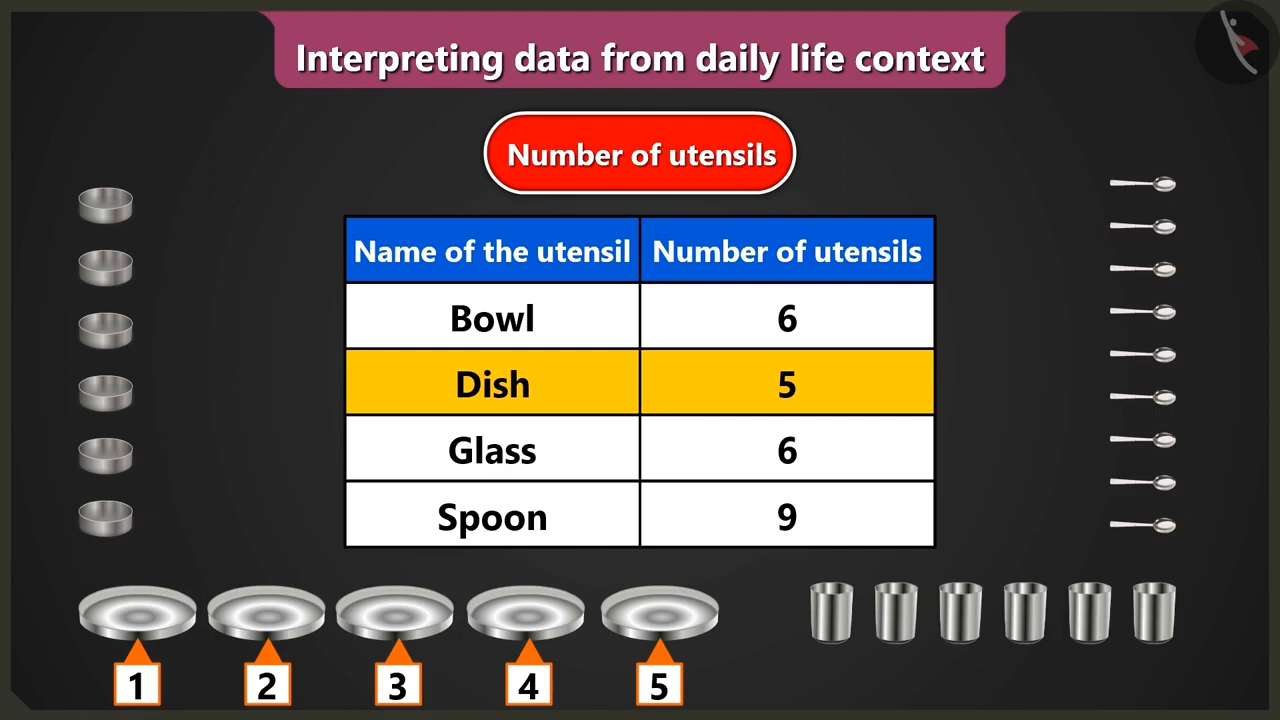 Interpreting data from daily life context
Number of utensils
Name of the utensil Number of utensils
Bowl 6
Dish 5
Glass 6
Spoon 9
1 2 3 4 5